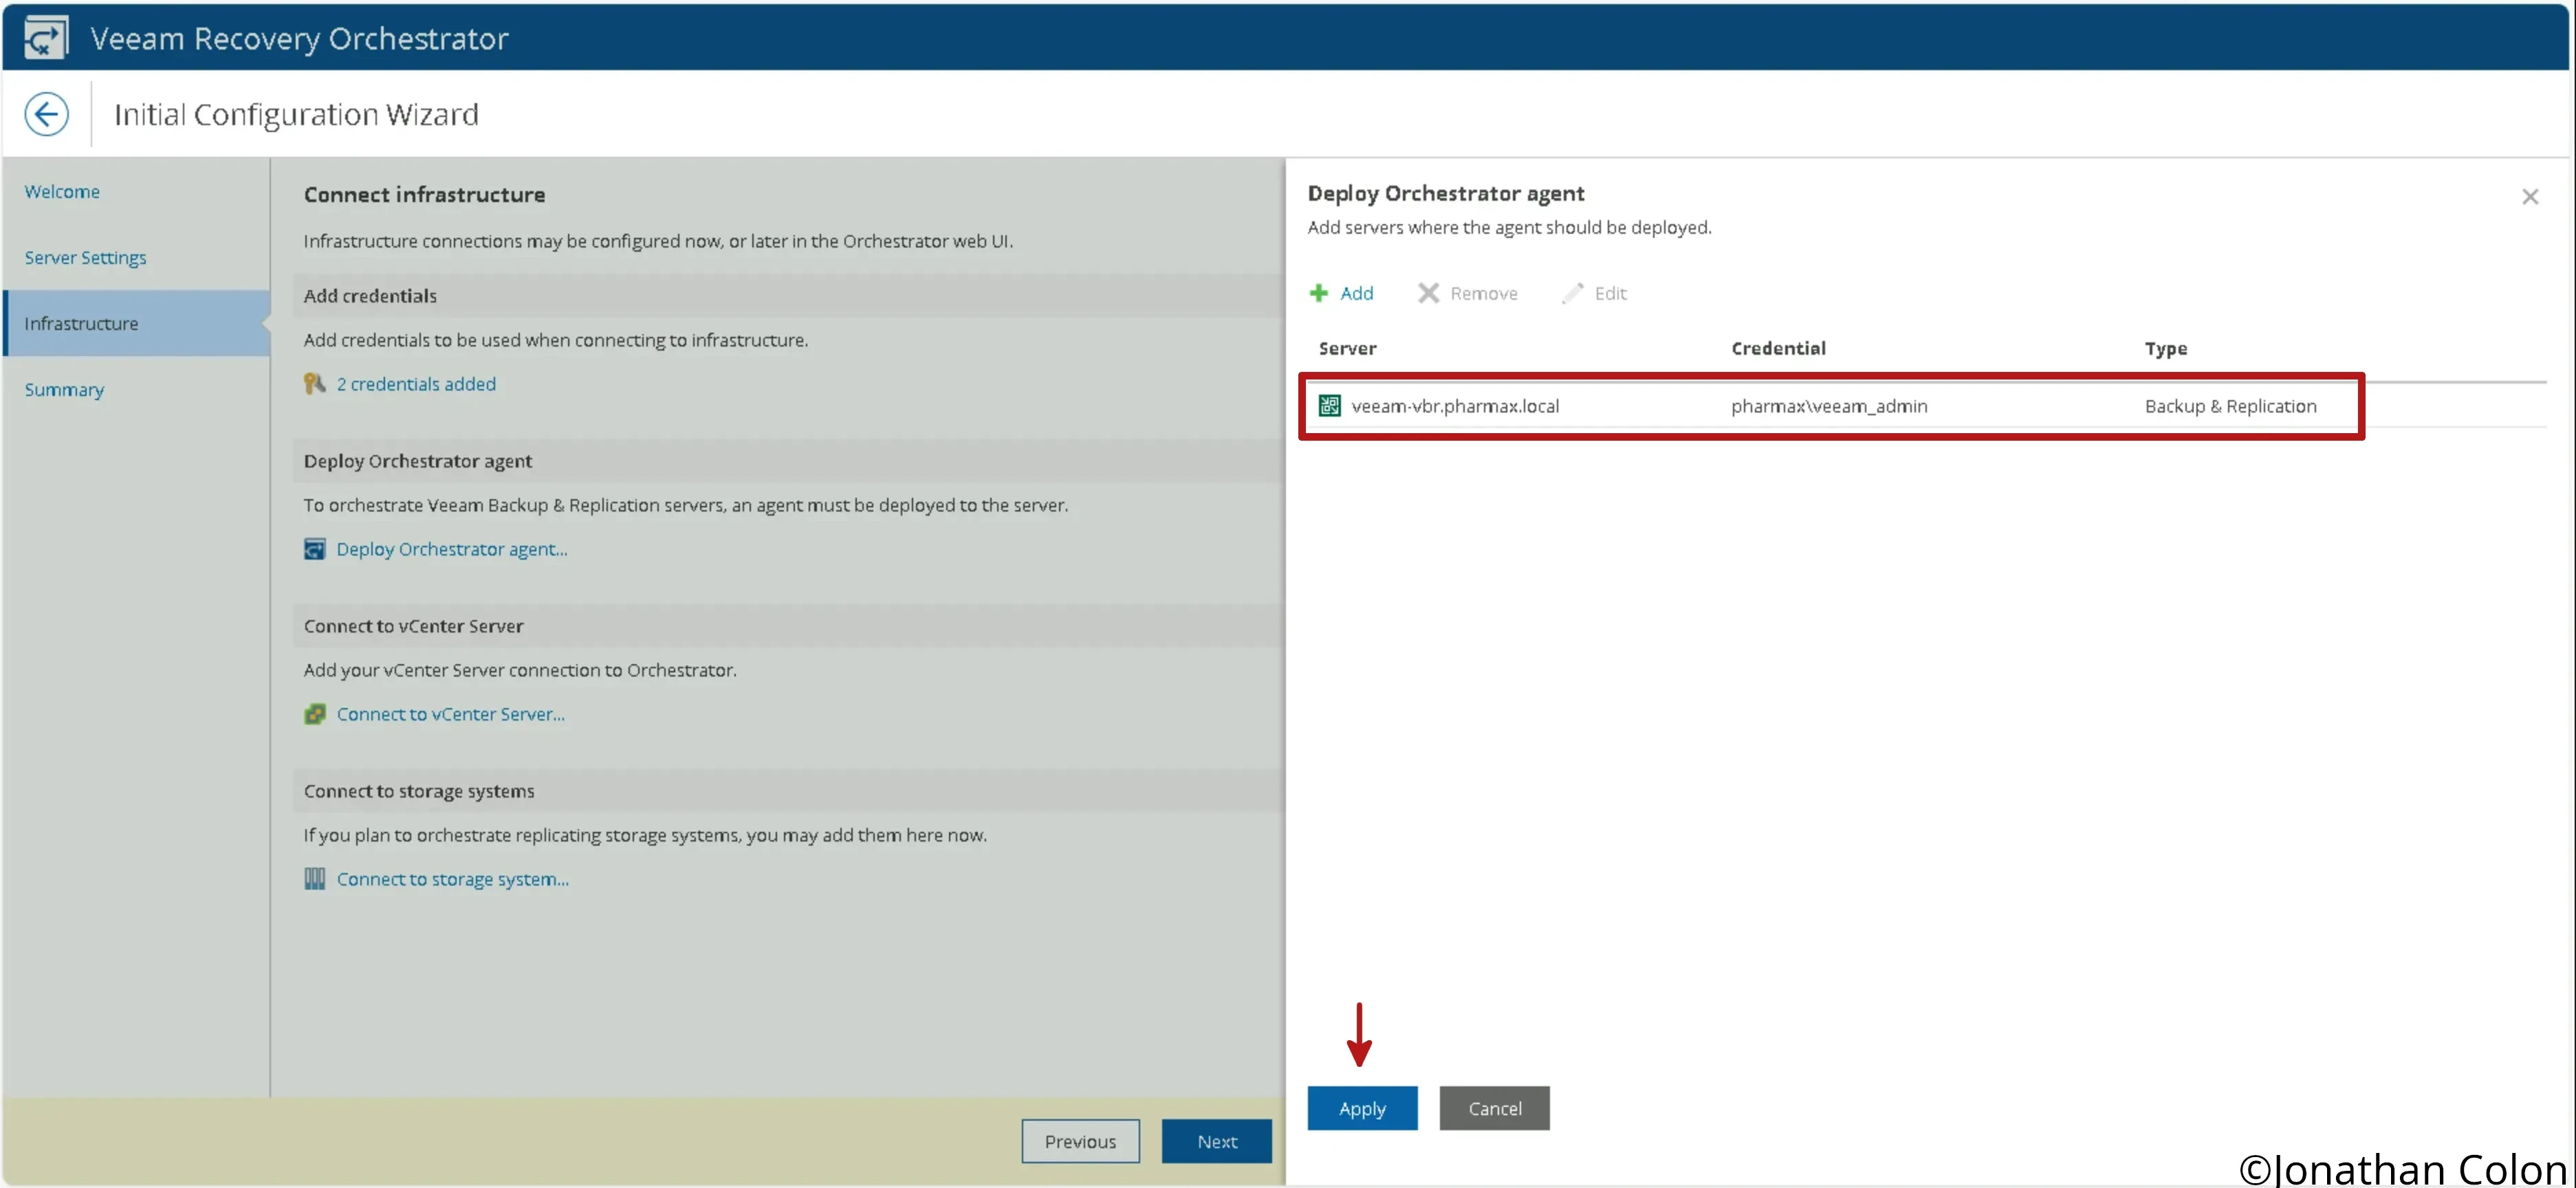 Veeam Recovery Orchestrator
Initial Configuration Wizard
Welcome
Server Settings
Infrastructure
Summary
Connect infrastructure
Infrastructure connections may be configured now, or later in the Orchestrator web UI.
Add credentials
Add credentials to be used when connecting to infrastructure.
2 credentials added
Deploy Orchestrator agent
To orchestrate Veeam Backup & Replication servers, an agent must be deployed to the server.
Deploy Orchestrator agent...
Connect to vCenter Server
Add your vCenter Server connection to Orchestrator.
Connect to vCenter Server...
Connect to storage systems
If you plan to orchestrate replicating storage systems, you may add them here now.
Connect to storage system...
Previous Next
Deploy Orchestrator agent
Add servers where the agent should be deployed.
Add Remove Edit
Server Credential Type
veeam-vbr.pharmax.local pharmax\veeam_admin Backup & Replication
Apply Cancel
©Jonathan Colon